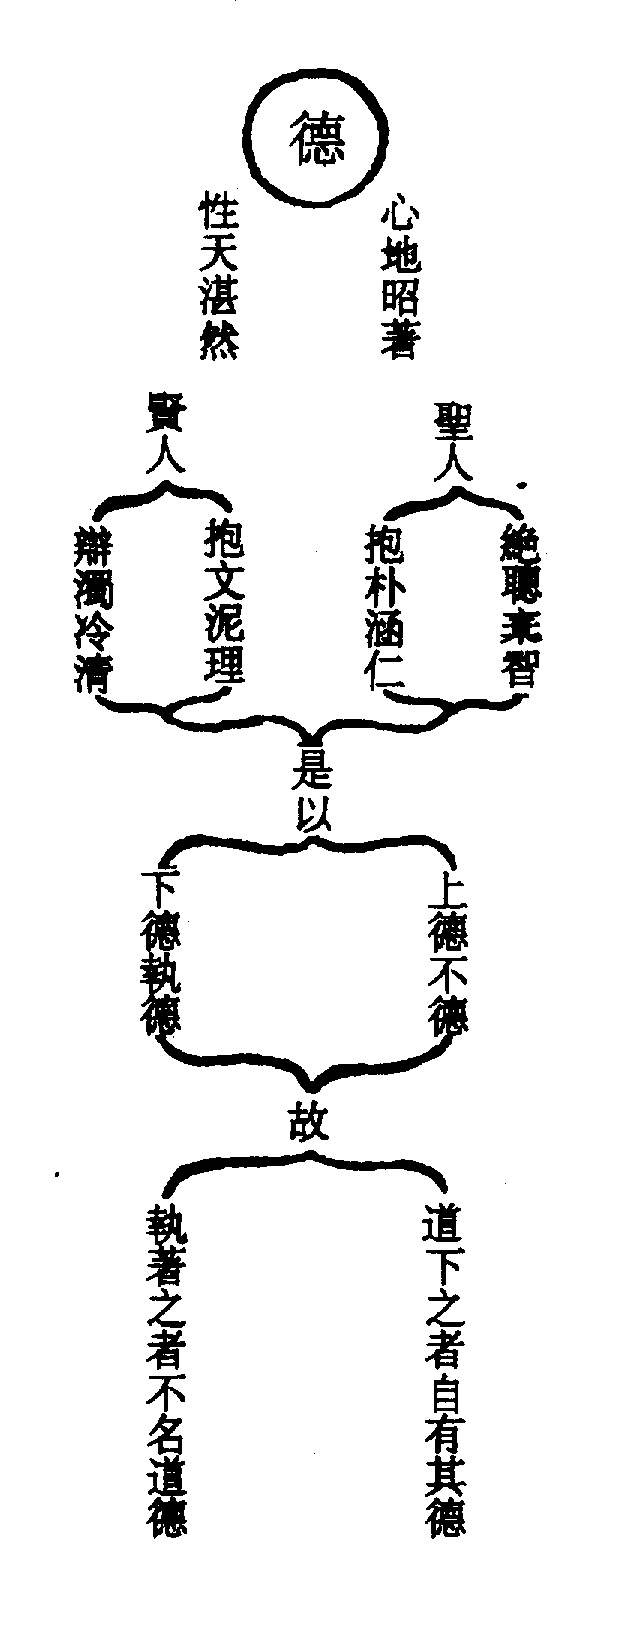 德
心地昭著
性天湛然
聖人
絶聰棄智
抱朴涵仁
賢人
抱文泥理
辯濁冷清
是以
上德不德
下德執德
故
道下之者自有其德
執著之者不名道德